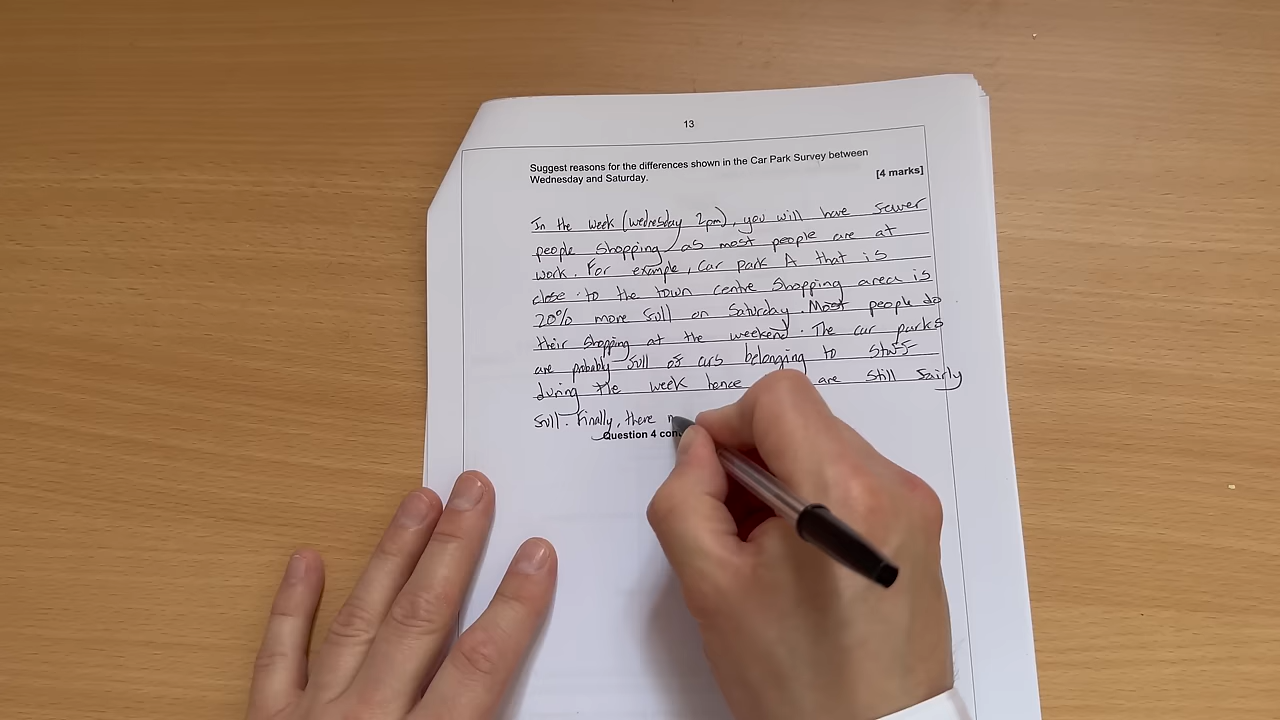 13
Suggest reasons for the differences shown in the Car Park Survey between
Wednesday and Saturday.
[4 marks]
In the week (wednesday 2pm), you will have fewer
people shopping as most people are at
work. For example, Car park A that is
close to the town centre shopping area is
20% more full on Saturday. Most people do
their shopping at the weekend. The car parks
are probably full of cars belonging to staff
during the week hence are still fairly
full. Finally, there
Question 4